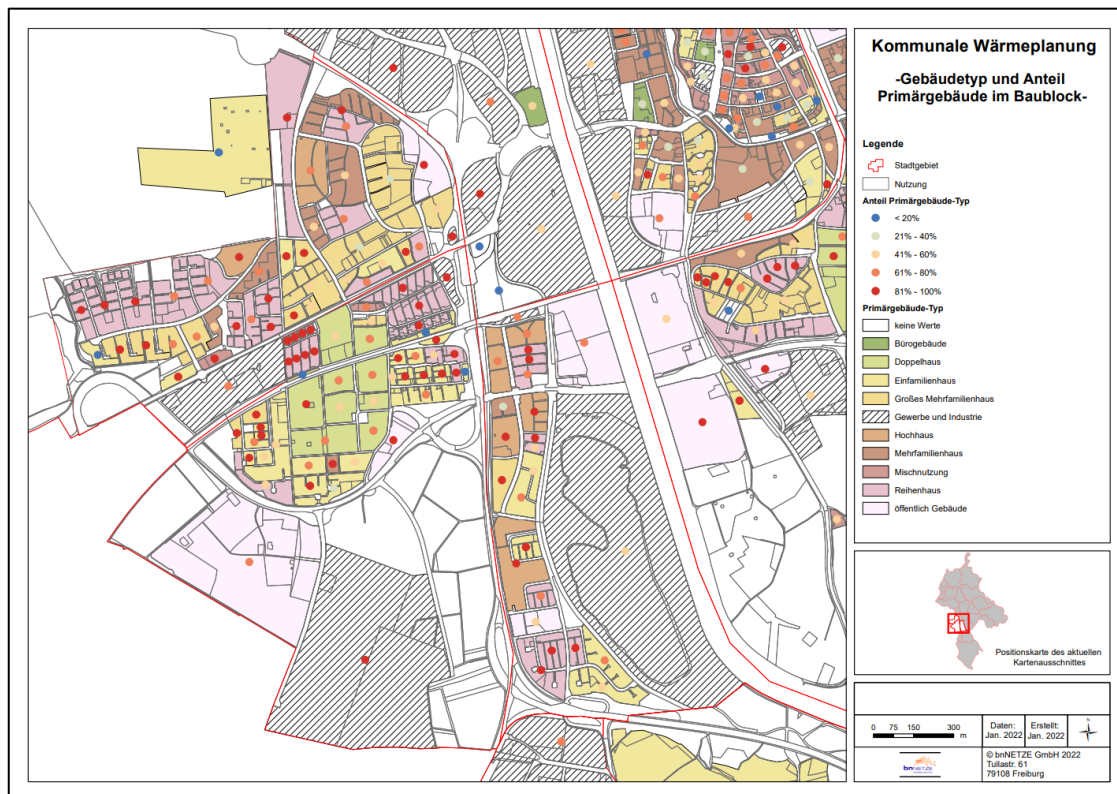 Kommunale Wärmeplanung
-Gebäudetyp und Anteil
Primärgebäude im Baublock-
Legende
Stadtgebiet
Nutzung
Anteil Primärgebäude-Typ
< 20%
21% - 40%
41% - 60%
61% - 80%
81% - 100%
Primärgebäude-Typ
keine Werte
Bürogebäude
Doppelhaus
Einfamilienhaus
Großes Mehrfamilienhaus
Gewerbe und Industrie
Hochhaus
Mehrfamilienhaus
Mischnutzung
Reihenhaus
öffentlich Gebäude
Positionskarte des aktuellen
Kartenausschnittes
0 75 150 300
m
Daten:
Jan. 2022
Erstellt:
Jan. 2022
N
bnNETZE
© bnNETZE GmbH 2022
Tullastr. 61
79108 Freiburg